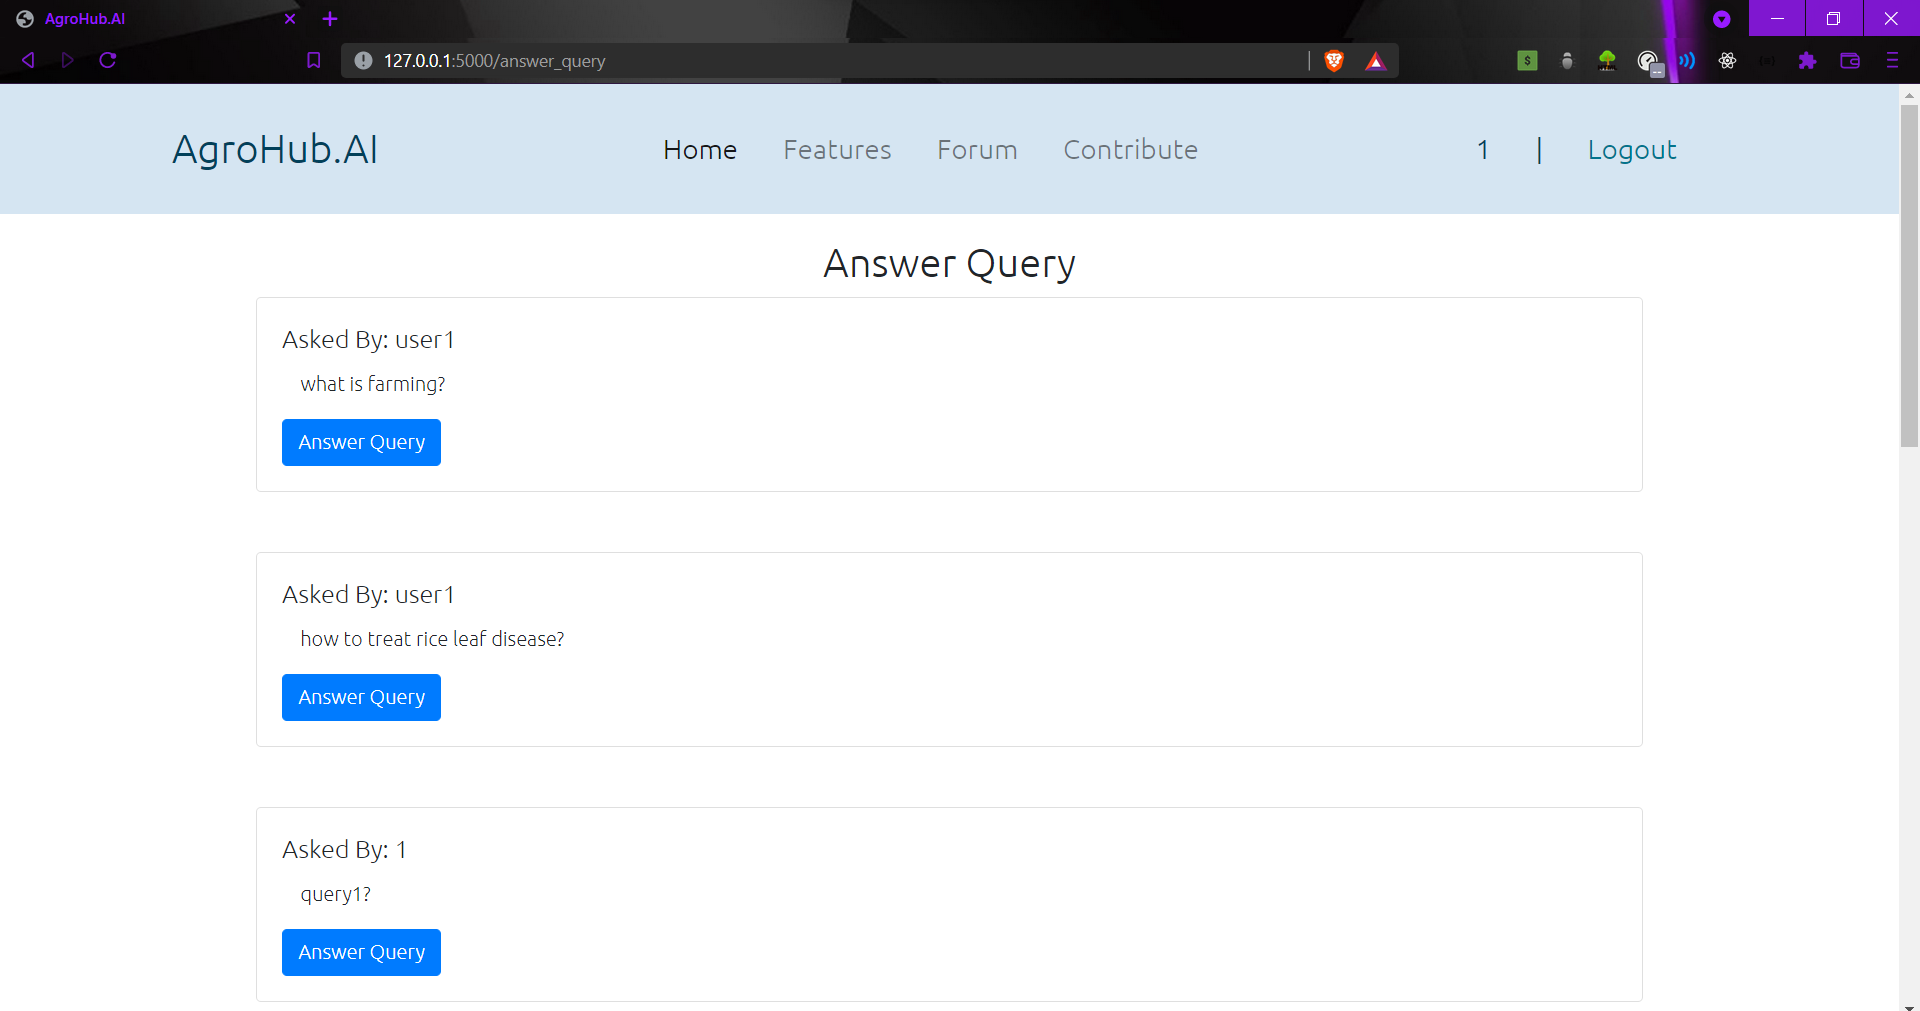 AgroHub.AI
127.0.0.1:5000/answer_query
AgroHub.AI Home Features Forum Contribute 1 | Logout
Answer Query
Asked By: user1
what is farming?
Answer Query
Asked By: user1
how to treat rice leaf disease?
Answer Query
Asked By: 1
query1?
Answer Query